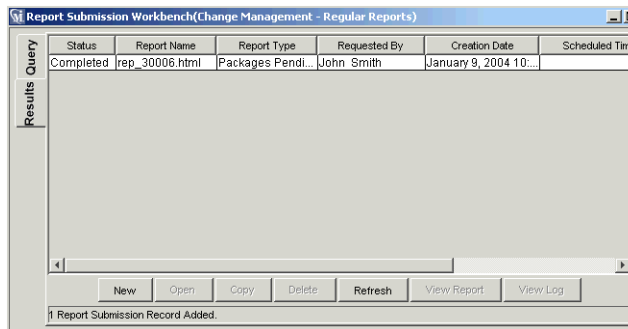 Report Submission Workbench(Change Management - Regular Reports)
Query
Results
Status Report Name Report Type Requested By Creation Date Scheduled Tim
Completed rep_30006.html Packages Pendi... John Smith January 9, 2004 10:...
New Open Copy Delete Refresh View Report View Log
1 Report Submission Record Added.